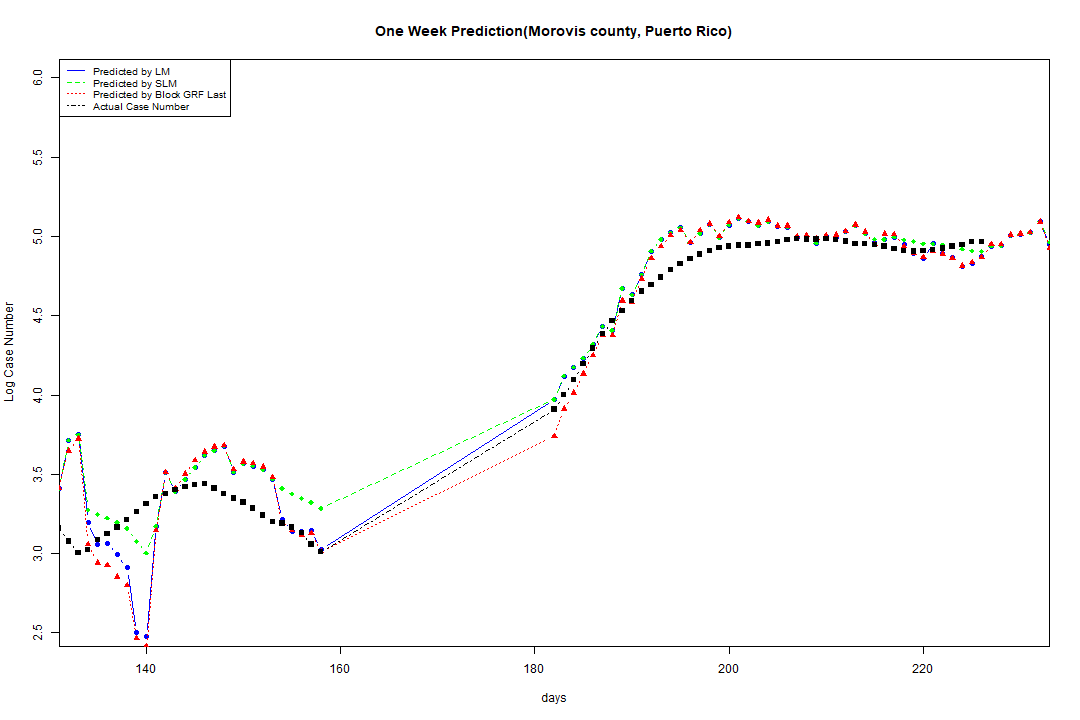 One Week Prediction(Morovis county, Puerto Rico)
Predicted by LM
Predicted by SLM
Predicted by Block GRF Last
Actual Case Number
6.0
5.5
5.0
4.5
4.0
3.5
3.0
2.5
Log Case Number
140 160 180 200 220
days